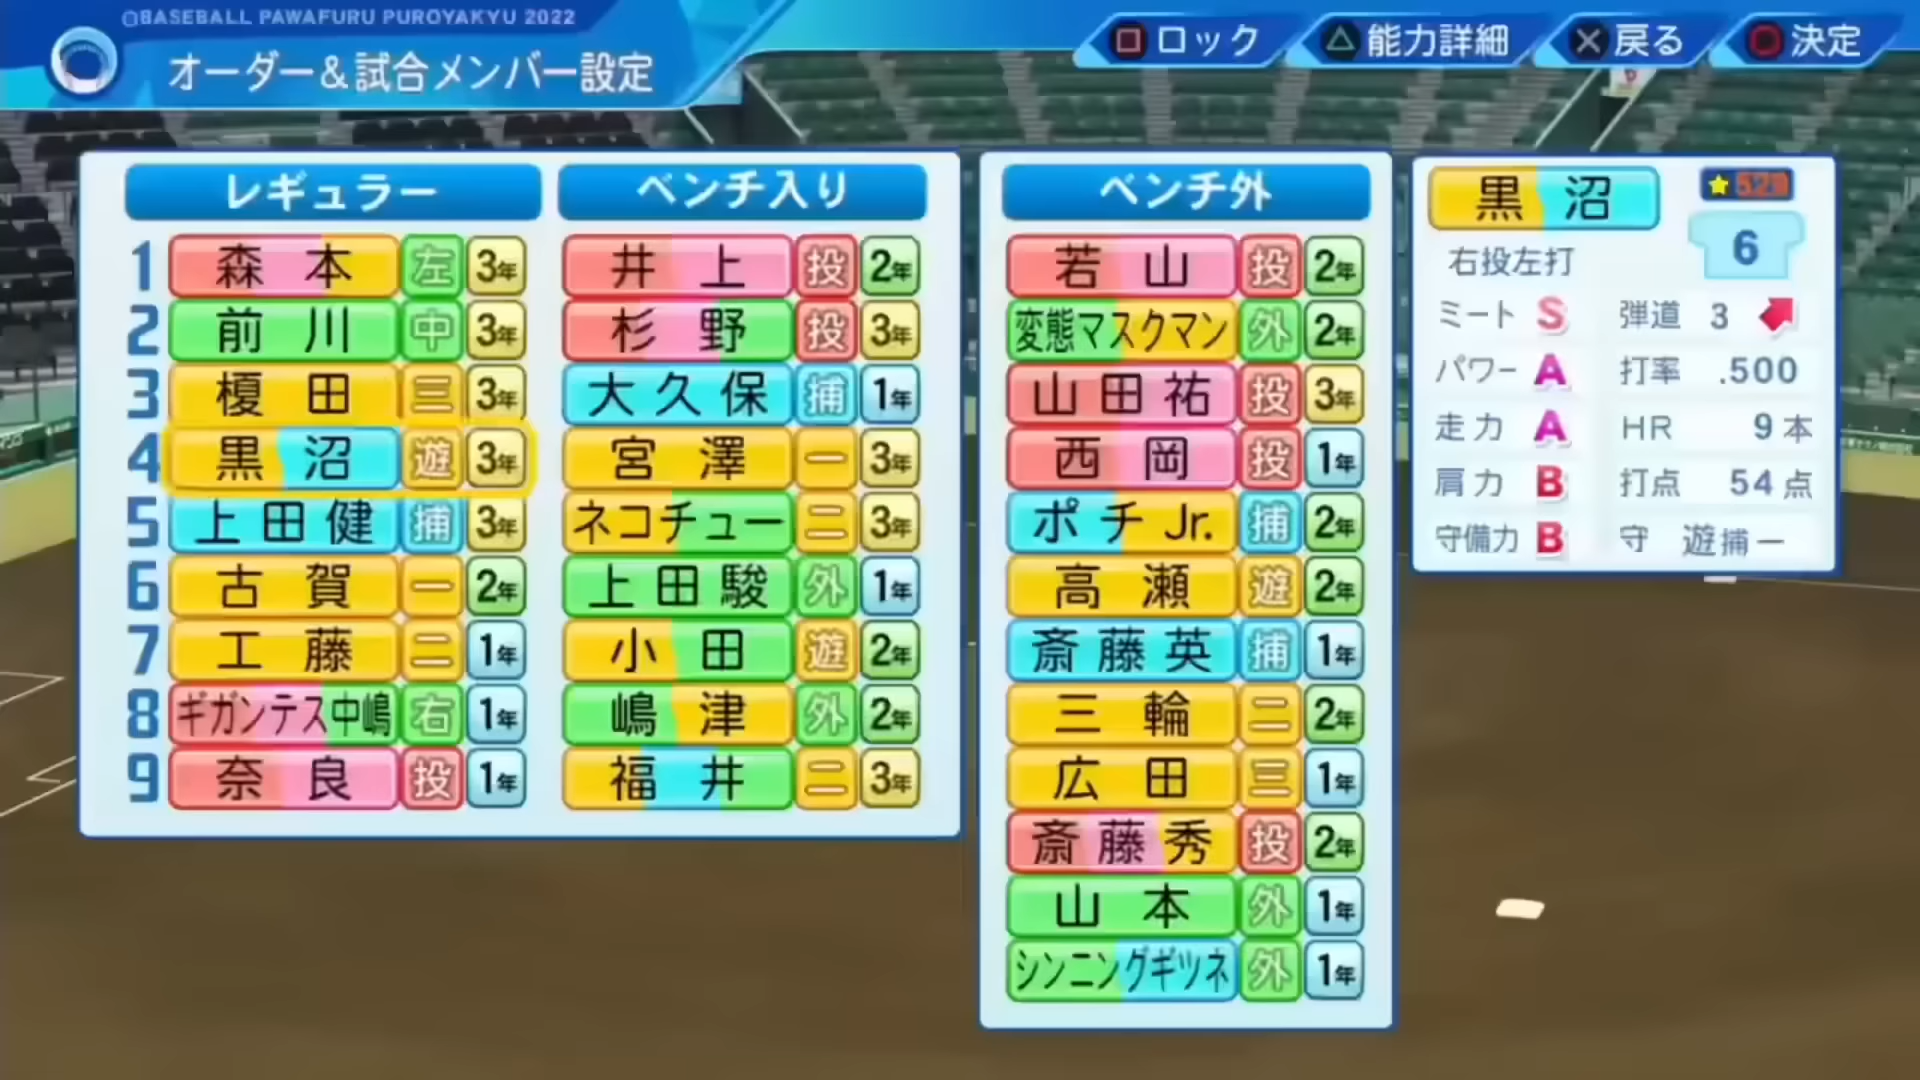 BASEBALL PAWAFURU PUROYAKYU 2022
オーダー&試合メンバー設定
□ロック △能力詳細 ×戻る ○決定
レギュラー
1 森本 左 3年
2 前川 中 3年
3 榎田 三 3年
4 黒沼 遊 3年
5 上田健 捕 3年
6 古賀 一 2年
7 工藤 二 1年
8 ギガンテス中嶋 右 1年
9 奈良 投 1年
ベンチ入り
井上 投 2年
杉野 投 3年
大久保 捕 1年
宮澤 一 3年
ネコチュー 二 3年
上田駿 外 1年
小田 遊 2年
嶋津 外 2年
福井 二 3年
ベンチ外
若山 投 2年
変態マスクマン 外 2年
山田祐 投 3年
西岡 投 1年
ポチJr. 捕 2年
高瀬 遊 2年
斎藤英 捕 1年
三輪 二 2年
広田 三 1年
斎藤秀 投 2年
山本 外 1年
シンニングギツネ 外 1年
黒沼
6
右投左打
ミート S 弾道 3
パワー A 打率 .500
走力 A HR 9本
肩力 B 打点 54点
守備力 B 守 遊捕一